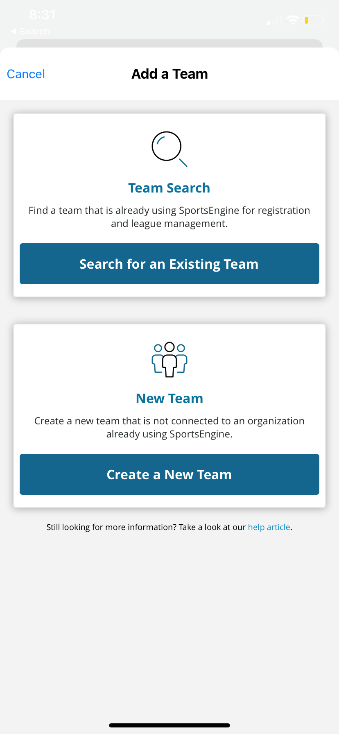 8:31
Search
Cancel
Add a Team
Team Search
Find a team that is already using SportsEngine for registration
and league management.
Search for an Existing Team
New Team
Create a new team that is not connected to an organization
already using SportsEngine.
Create a New Team
Still looking for more information? Take a look at our help article.